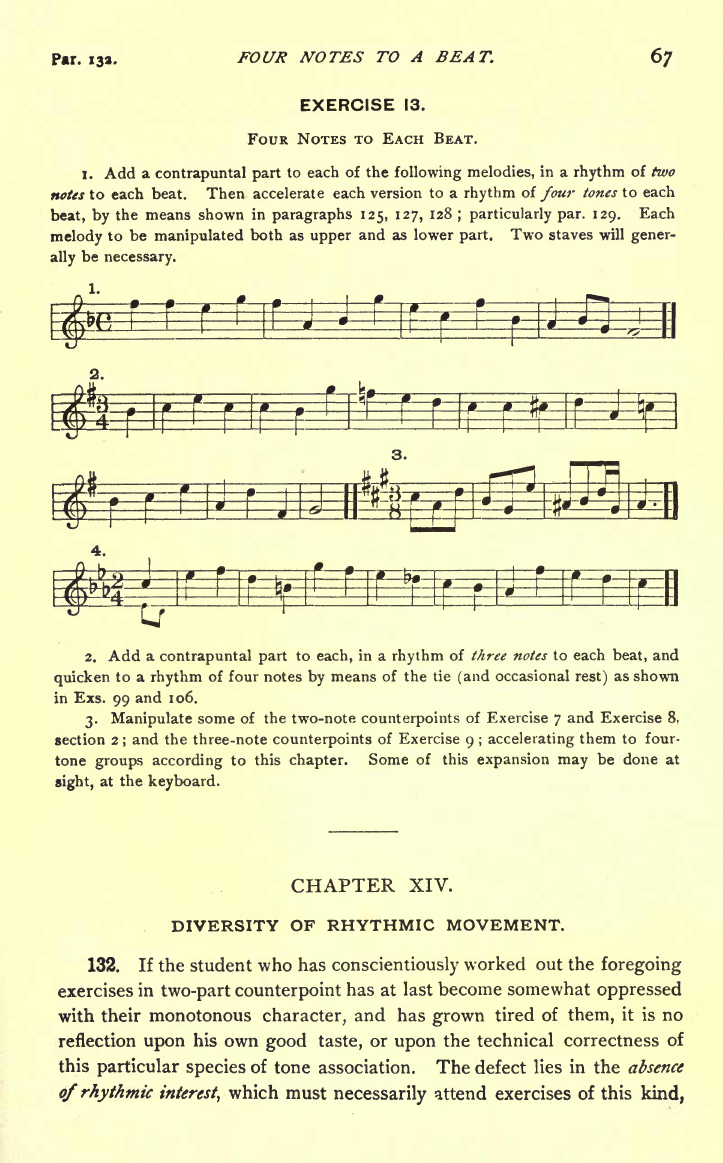 Par. 132. FOUR NOTES TO A BEAT. 67
EXERCISE 13.
FOUR NOTES TO EACH BEAT.
1. Add a contrapuntal part to each of the following melodies, in a rhythm of two
notes to each beat. Then accelerate each version to a rhythm of four tones to each
beat, by the means shown in paragraphs 125, 127, 128 ; particularly par. 129. Each
melody to be manipulated both as upper and as lower part. Two staves will gener-
ally be necessary.
1.
2.
3
4
3.
3
8
4.
2
4
2. Add a contrapuntal part to each, in a rhythm of three notes to each beat, and
quicken to a rhythm of four notes by means of the tie (and occasional rest) as shown
in Exs. 99 and 106.
3. Manipulate some of the two-note counterpoints of Exercise 7 and Exercise 8,
section 2 ; and the three-note counterpoints of Exercise 9 ; accelerating them to four-
tone groups according to this chapter. Some of this expansion may be done at
sight, at the keyboard.
CHAPTER XIV.
DIVERSITY OF RHYTHMIC MOVEMENT.
132. If the student who has conscientiously worked out the foregoing
exercises in two-part counterpoint has at last become somewhat oppressed
with their monotonous character, and has grown tired of them, it is no
reflection upon his own good taste, or upon the technical correctness of
this particular species of tone association. The defect lies in the absence
of rhythmic interest, which must necessarily attend exercises of this kind,